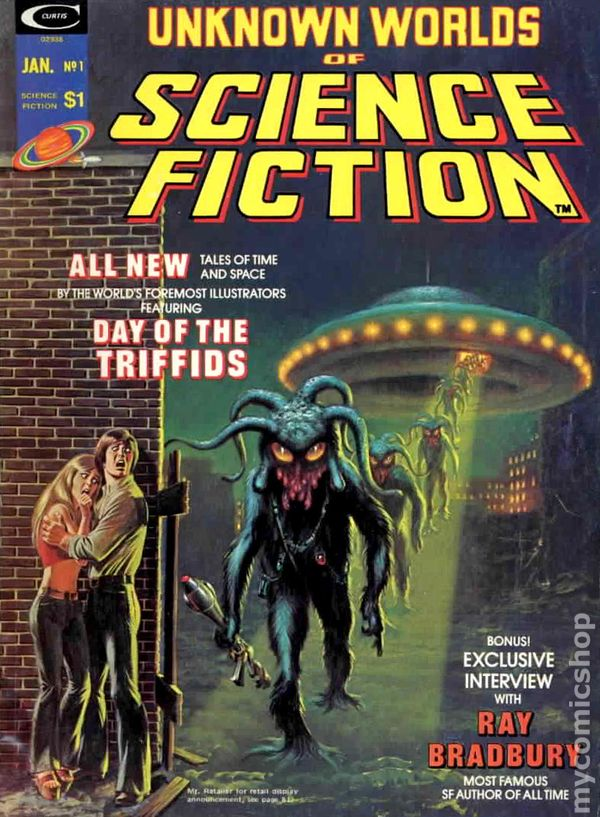 CURTIS
02938
JAN. Nº1
SCIENCE
FICTION $1
UNKNOWN WORLDS
OF
SCIENCE
FICTION
TM
ALL NEW TALES OF TIME
AND SPACE
BY THE WORLD'S FOREMOST ILLUSTRATORS
FEATURING
DAY OF THE
TRIFFIDS
BONUS!
EXCLUSIVE
INTERVIEW
WITH
RAY
BRADBURY
MOST FAMOUS
SF AUTHOR OF ALL TIME
Mr. Retailer for retail display
announcement, see page
mycomicshop